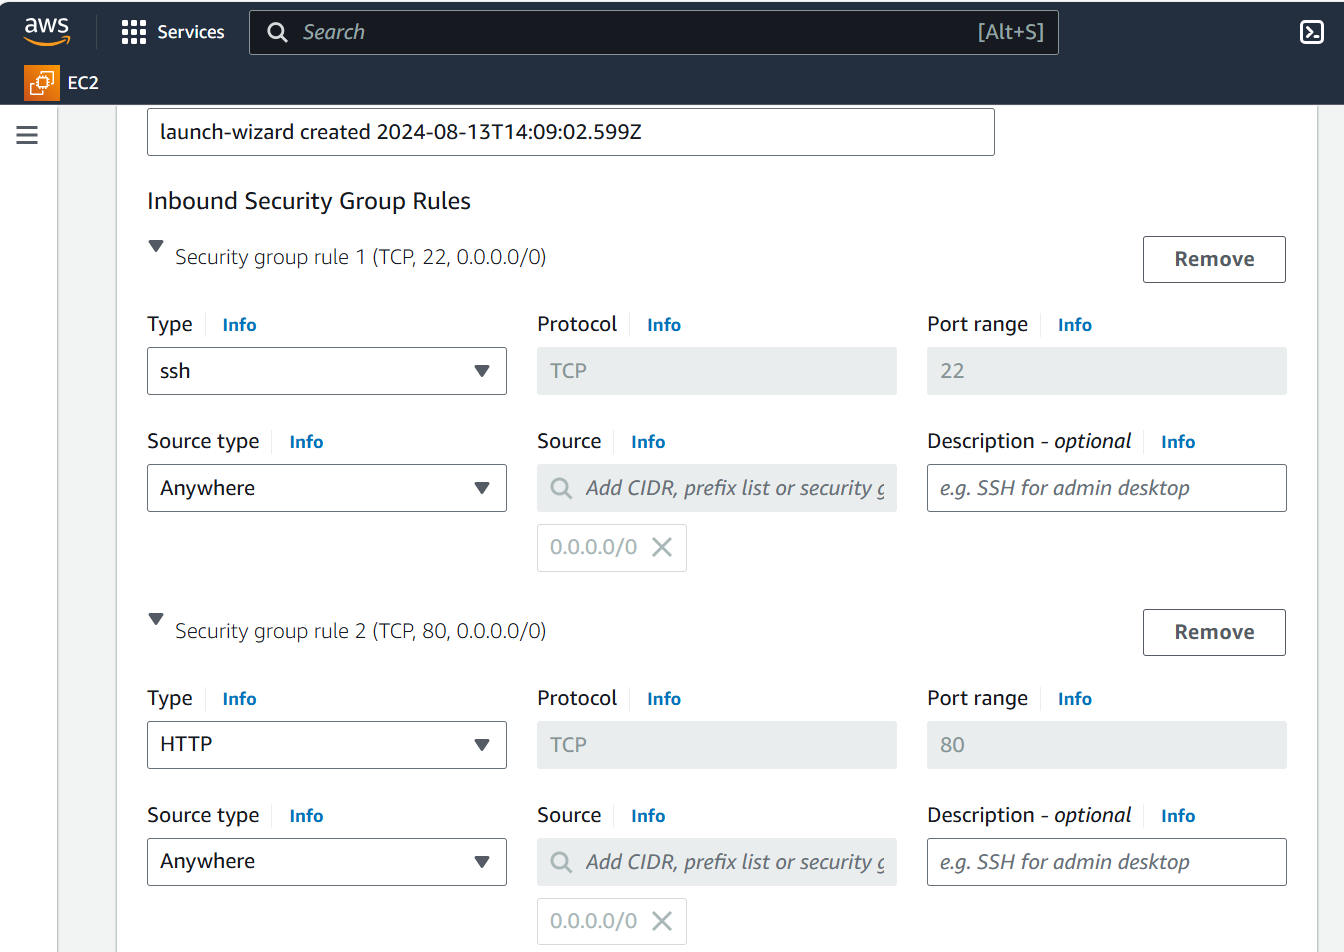 aws
Services
Search [Alt+S]
EC2
launch-wizard created 2024-08-13T14:09:02.599Z
Inbound Security Group Rules
Security group rule 1 (TCP, 22, 0.0.0.0/0) Remove
Type Info Protocol Info Port range Info
ssh TCP 22
Source type Info Source Info Description - optional Info
Anywhere Add CIDR, prefix list or security g e.g. SSH for admin desktop
0.0.0.0/0
Security group rule 2 (TCP, 80, 0.0.0.0/0) Remove
Type Info Protocol Info Port range Info
HTTP TCP 80
Source type Info Source Info Description - optional Info
Anywhere Add CIDR, prefix list or security g e.g. SSH for admin desktop
0.0.0.0/0